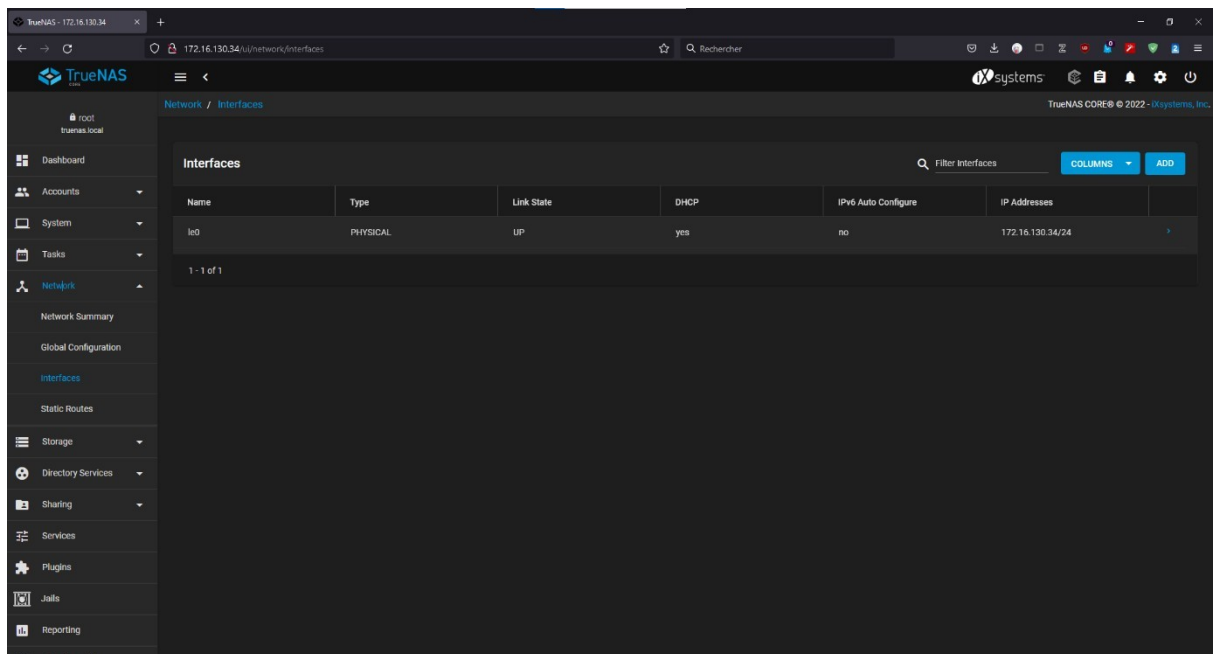 TrueNAS - 172.16.130.34
172.16.130.34/ui/network/interfaces
Rechercher
TrueNAS
CORE
iXsystems
root
truenas.local
Network / Interfaces
TrueNAS CORE® © 2022 - iXsystems, Inc.
Dashboard
Accounts
System
Tasks
Network
Network Summary
Global Configuration
Interfaces
Static Routes
Storage
Directory Services
Sharing
Services
Plugins
Jails
Reporting
Interfaces
Filter Interfaces
COLUMNS
ADD
Name Type Link State DHCP IPv6 Auto Configure IP Addresses
le0 PHYSICAL UP yes no 172.16.130.34/24
1 - 1 of 1